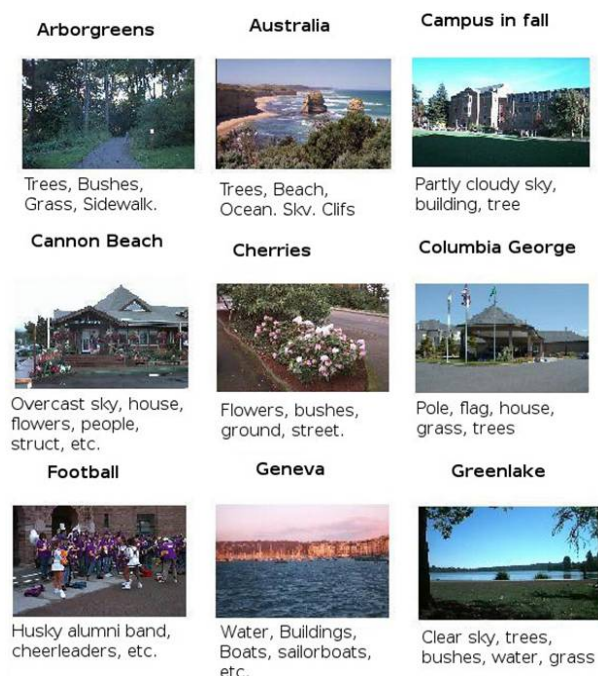 Arborgreens
Australia
Campus in fall
Trees, Bushes,
Grass, Sidewalk.
Trees, Beach,
Ocean. Sky. Clifs
Partly cloudy sky,
building, tree
Cannon Beach
Cherries
Columbia George
Overcast sky, house,
flowers, people,
struct, etc.
Flowers, bushes,
ground, street.
Pole, flag, house,
grass, trees
Football
Geneva
Greenlake
Husky alumni band,
cheerleaders, etc.
Water, Buildings,
Boats, sailorboats,
etc.
Clear sky, trees,
bushes, water, grass